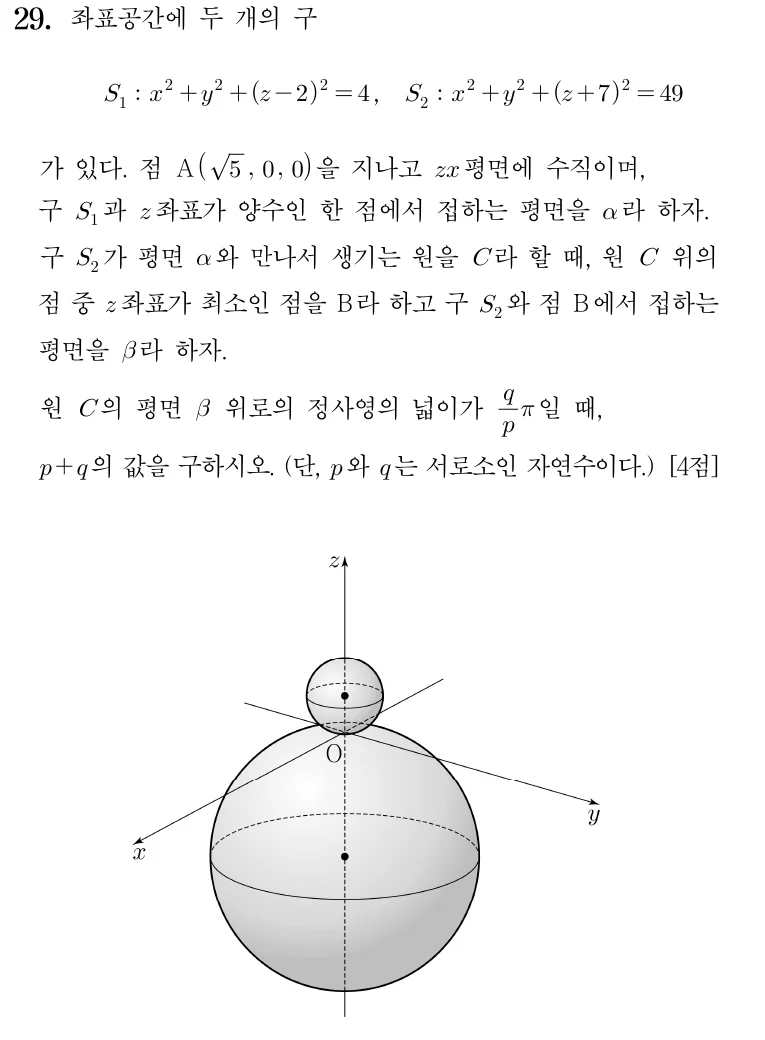 29. 좌표공간에 두 개의 구
S₁ : x² + y² + (z−2)² = 4, S₂ : x² + y² + (z+7)² = 49
가 있다. 점 A(√5, 0, 0)을 지나고 zx평면에 수직이며,
구 S₁과 z좌표가 양수인 한 점에서 접하는 평면을 α라 하자.
구 S₂가 평면 α와 만나서 생기는 원을 C라 할 때, 원 C 위의
점 중 z좌표가 최소인 점을 B라 하고 구 S₂와 점 B에서 접하는
평면을 β라 하자.
원 C의 평면 β 위로의 정사영의 넓이가 q/p π일 때,
p+q의 값을 구하시오. (단, p와 q는 서로소인 자연수이다.) [4점]
z
O
y
x